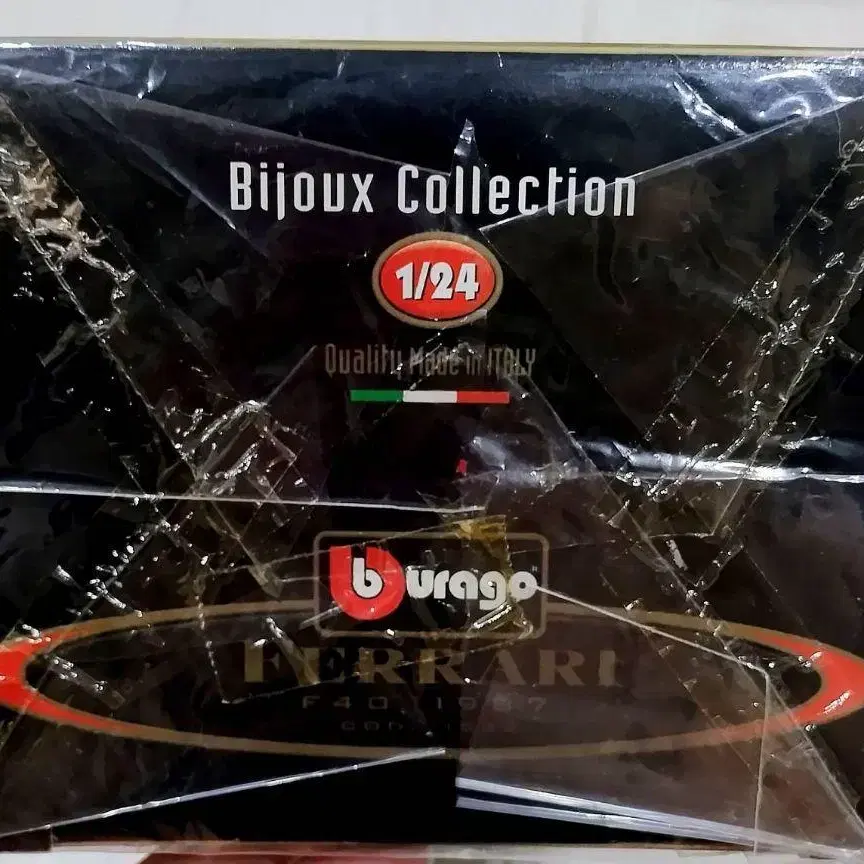 Bijoux Collection
1/24
Quality Made in ITALY
burago
FERRARI
F40, 1987